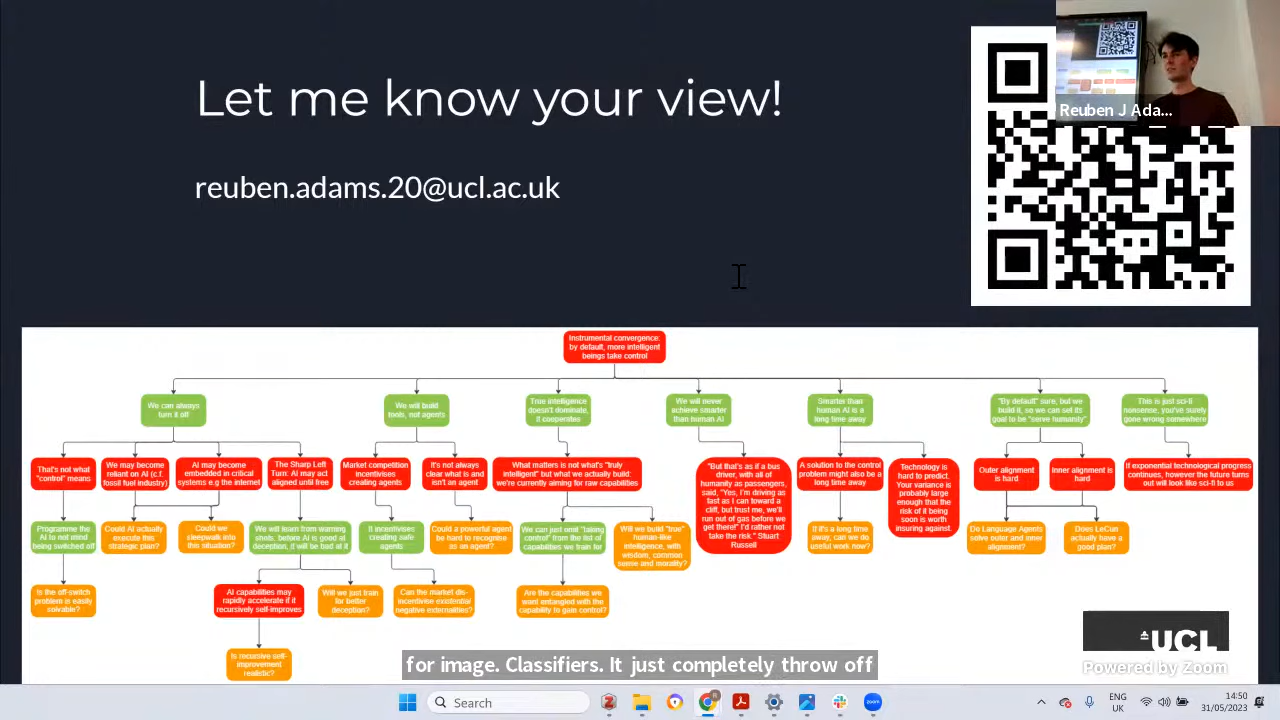 Let me know your view!
reuben.adams.20@ucl.ac.uk
Reuben J Ada...
Instrumental convergence:
by default, more intelligent
beings take control
We can always
turn it off
We will build
tools, not agents
True intelligence
doesn't dominate,
it cooperates
We will never
achieve smarter
than human AI
Smarter than
human AI is a
long time away
"By default" sure, but we
build it, so we can set its
goal to be "serve humanity"
This is just sci-fi
nonsense, you've surely
gone wrong somewhere
That's not what
"control" means
We may become
reliant on AI (c.f.
fossil fuel industry)
AI may become
embedded in critical
systems e.g the internet
The Sharp Left
Turn: AI may act
aligned until free
Market competition
incentivises
creating agents
It's not always
clear what is and
isn't an agent
What matters is not what's "truly
intelligent" but what we actually build:
we're currently aiming for raw capabilities
"But that's as if a bus
driver, with all of
humanity as passengers,
said, "Yes, I'm driving as
fast as I can toward a
cliff, but trust me, we'll
run out of gas before we
get there!" I'd rather not
take the risk." Stuart
Russell
A solution to the control
problem might also be a
long time away
Technology is
hard to predict.
Your variance is
probably large
enough that the
risk of it being
soon is worth
insuring against.
Outer alignment
is hard
Inner alignment is
hard
If exponential technological progress
continues, however the future turns
out will look like sci-fi to us
Programme the
AI to not mind
being switched off
Could AI actually
execute this
strategic plan?
Could we
sleepwalk into
this situation?
We will learn from warning
shots: before AI is good at
deception, it will be bad at it
It incentivises
creating safe
agents
Could a powerful agent
be hard to recognise
as an agent?
We can just omit "taking
control" from the list of
capabilities we train for
Will we build "true"
human-like
intelligence, with
wisdom, common
sense and morality?
If it's a long time
away, can we do
useful work now?
Do Language Agents
solve outer and inner
alignment?
Does LeCun
actually have a
good plan?
Is the off-switch
problem is easily
solvable?
AI capabilities may
rapidly accelerate if it
recursively self-improves
Will we just train
for better
deception?
Can the market dis-
incentivise existential
negative externalities?
Are the capabilities we
want entangled with the
capability to gain control?
Is recursive self-
improvement
realistic?
UCL
Powered by Zoom
for image. Classifiers. It just completely throw off
Search
zoom
ENG
UK
14:50
31/05/2023